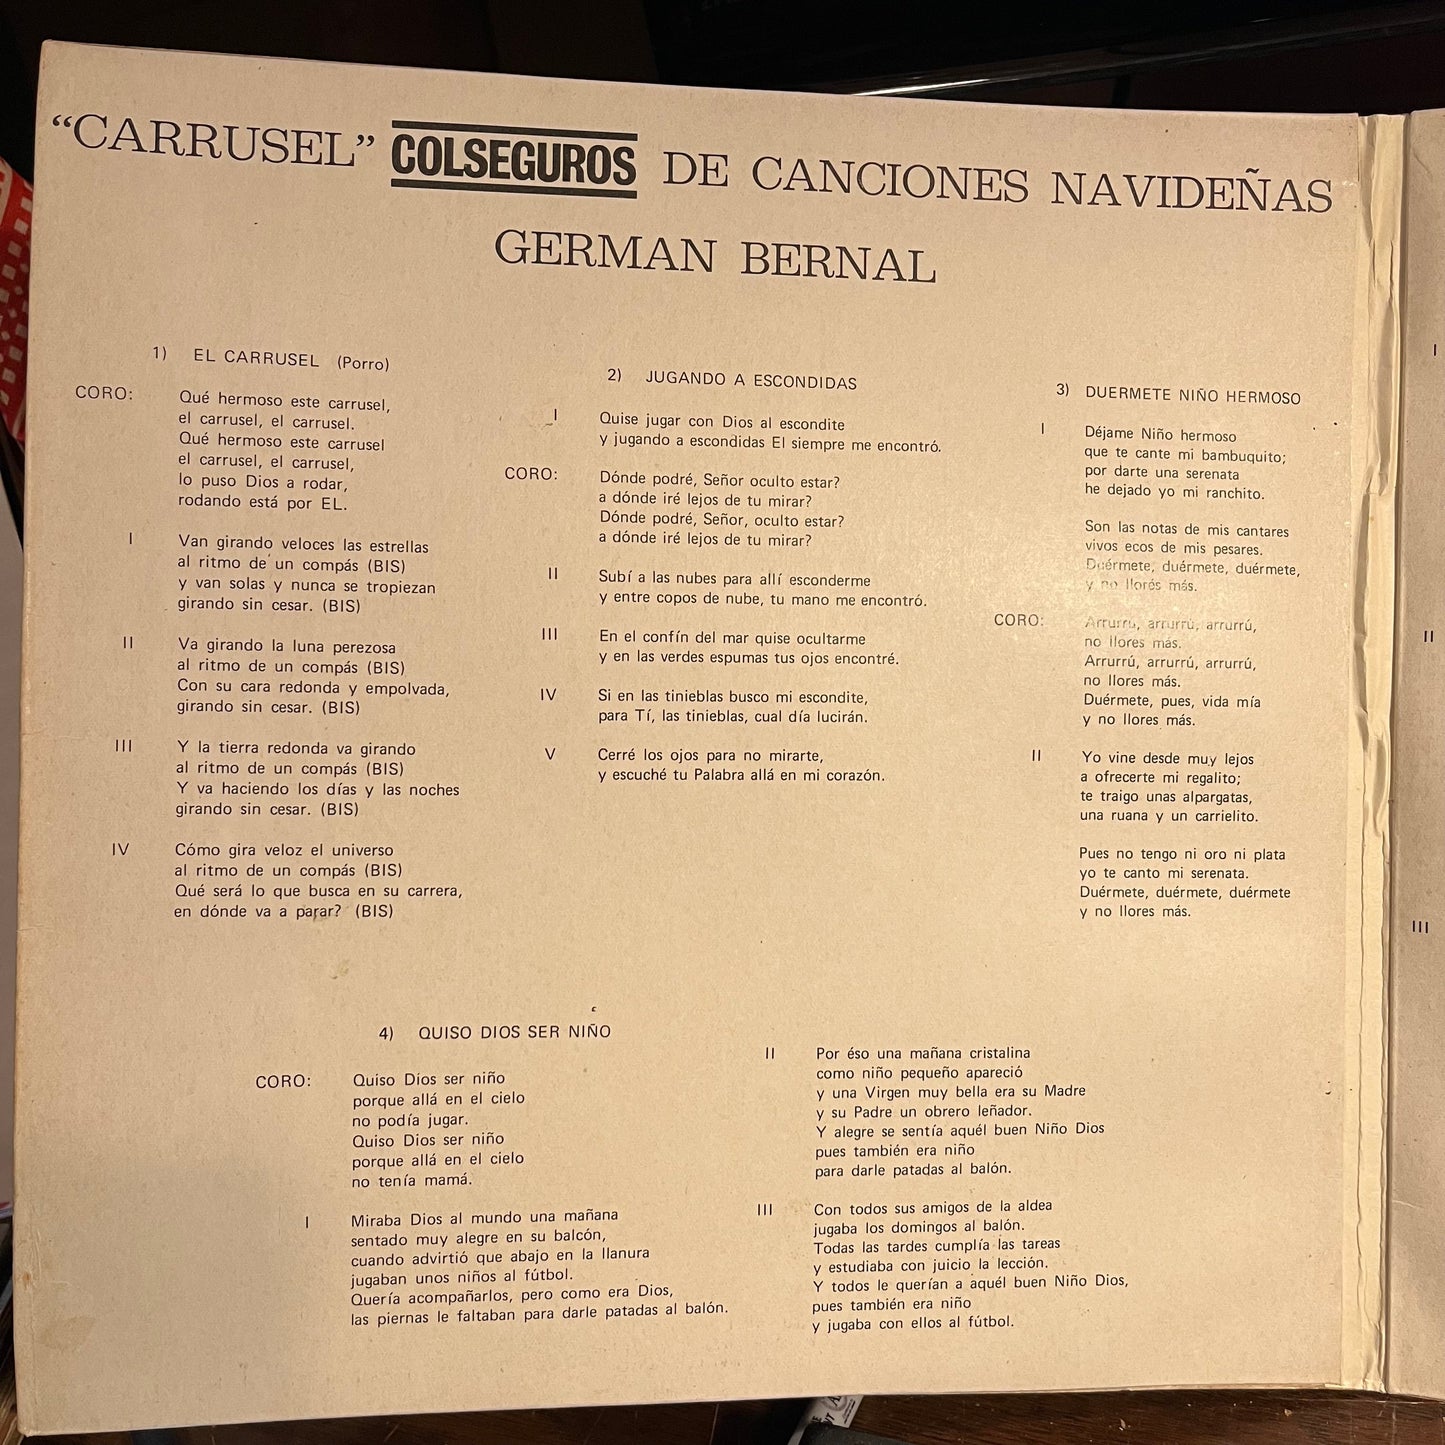 “CARRUSEL” COLSEGUROS DE CANCIONES NAVIDEÑAS
GERMAN BERNAL
1) EL CARRUSEL (Porro)
CORO: Qué hermoso este carrusel,
el carrusel, el carrusel.
Qué hermoso este carrusel
el carrusel, el carrusel,
lo puso Dios a rodar,
rodando está por EL.
I Van girando veloces las estrellas
al ritmo de un compás (BIS)
y van solas y nunca se tropiezan
girando sin cesar. (BIS)
II Va girando la luna perezosa
al ritmo de un compás (BIS)
Con su cara redonda y empolvada,
girando sin cesar. (BIS)
III Y la tierra redonda va girando
al ritmo de un compás (BIS)
Y va haciendo los días y las noches
girando sin cesar. (BIS)
IV Cómo gira veloz el universo
al ritmo de un compás (BIS)
Qué será lo que busca en su carrera,
en dónde va a parar? (BIS)
2) JUGANDO A ESCONDIDAS
I Quise jugar con Dios al escondite
y jugando a escondidas El siempre me encontró.
CORO: Dónde podré, Señor oculto estar?
a dónde iré lejos de tu mirar?
Dónde podré, Señor, oculto estar?
a dónde iré lejos de tu mirar?
II Subí a las nubes para allí esconderme
y entre copos de nube, tu mano me encontró.
III En el confín del mar quise ocultarme
y en las verdes espumas tus ojos encontré.
IV Si en las tinieblas busco mi escondite,
para Tí, las tinieblas, cual día lucirán.
V Cerré los ojos para no mirarte,
y escuché tu Palabra allá en mi corazón.
3) DUERMETE NIÑO HERMOSO
I Déjame Niño hermoso
que te cante mi bambuquito;
por darte una serenata
he dejado yo mi ranchito.
Son las notas de mis cantares
vivos ecos de mis pesares.
Duérmete, duérmete, duérmete,
y no llorés más.
CORO: Arrurrú, arrurrú, arrurrú,
no llores más.
Arrurrú, arrurrú, arrurrú,
no llores más.
Duérmete, pues, vida mía
y no llores más.
II Yo vine desde muy lejos
a ofrecerte mi regalito;
te traigo unas alpargatas,
una ruana y un carrielito.
Pues no tengo ni oro ni plata
yo te canto mi serenata.
Duérmete, duérmete, duérmete
y no llores más.
4) QUISO DIOS SER NIÑO
CORO: Quiso Dios ser niño
porque allá en el cielo
no podía jugar.
Quiso Dios ser niño
porque allá en el cielo
no tenía mamá.
I Miraba Dios al mundo una mañana
sentado muy alegre en su balcón,
cuando advirtió que abajo en la llanura
jugaban unos niños al fútbol.
Quería acompañarlos, pero como era Dios,
las piernas le faltaban para darle patadas al balón.
II Por éso una mañana cristalina
como niño pequeño apareció
y una Virgen muy bella era su Madre
y su Padre un obrero leñador.
Y alegre se sentía aquél buen Niño Dios
pues también era niño
para darle patadas al balón.
III Con todos sus amigos de la aldea
jugaba los domingos al balón.
Todas las tardes cumplía las tareas
y estudiaba con juicio la lección.
Y todos le querían a aquél buen Niño Dios,
pues también era niño
y jugaba con ellos al fútbol.
I
II
III